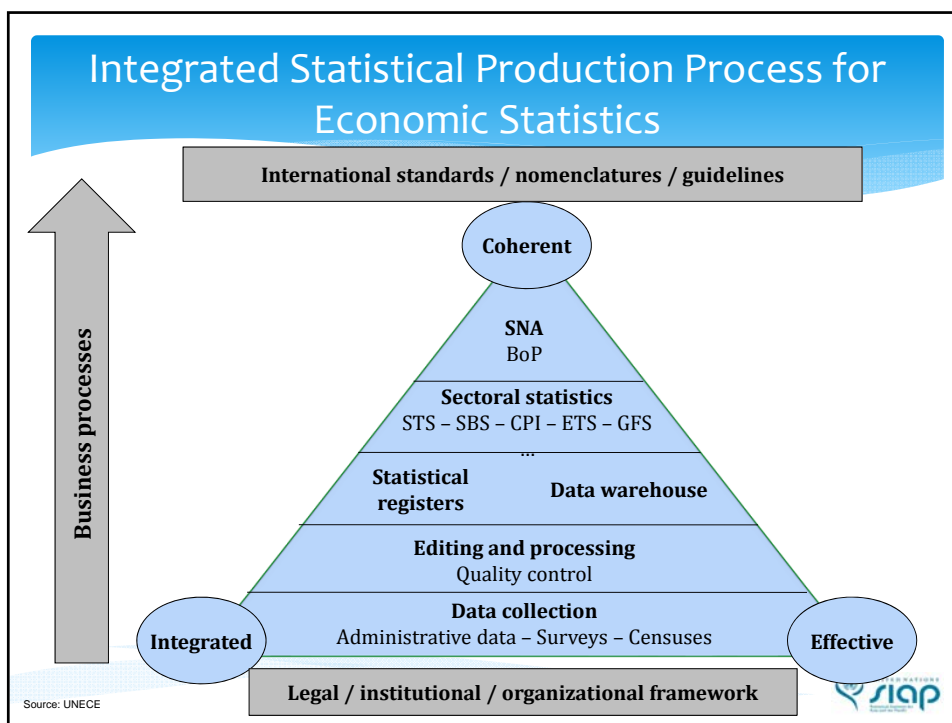 Integrated Statistical Production Process for
Economic Statistics
International standards / nomenclatures / guidelines
Coherent
Business processes
SNA
BoP
Sectoral statistics
STS – SBS – CPI – ETS – GFS
...
Statistical
registers
Data warehouse
Editing and processing
Quality control
Integrated
Data collection
Administrative data – Surveys – Censuses
Effective
Legal / institutional / organizational framework
Source: UNECE
UNITED NATIONS
SIAP